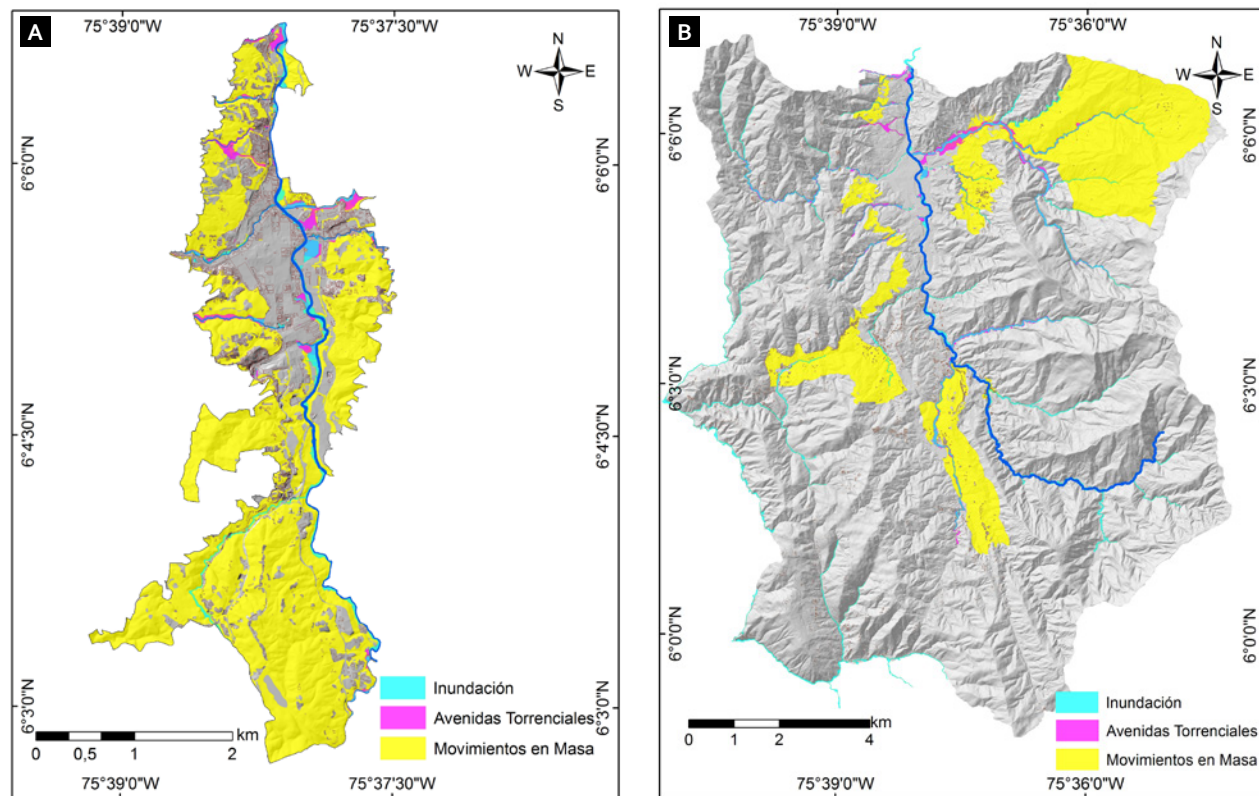 A
75°39'0"W
75°37'30"W
N
W
E
S
6°6'0"N
6°6'0"N
6°4'30"N
6°4'30"N
6°3'0"N
6°3'0"N
Inundación
Avenidas Torrenciales
Movimientos en Masa
km
0 0,5 1 2
75°39'0"W
75°37'30"W
B
75°39'0"W
75°36'0"W
N
W
E
S
6°6'0"N
6°6'0"N
6°3'0"N
6°3'0"N
6°0'0"N
6°0'0"N
Inundación
Avenidas Torrenciales
Movimientos en Masa
km
0 1 2 4
75°39'0"W
75°36'0"W